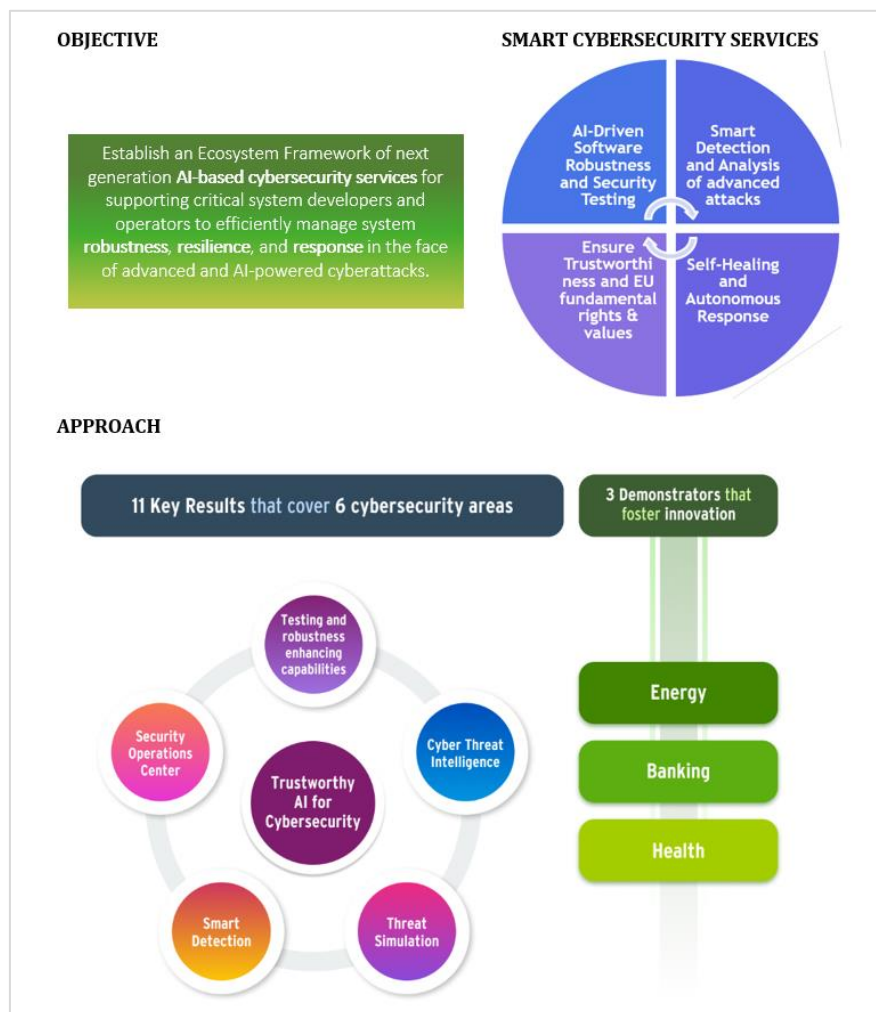 OBJECTIVE
Establish an Ecosystem Framework of next
generation AI-based cybersecurity services for
supporting critical system developers and
operators to efficiently manage system
robustness, resilience, and response in the face
of advanced and AI-powered cyberattacks.
SMART CYBERSECURITY SERVICES
AI-Driven
Software
Robustness
and Security
Testing
Smart
Detection
and Analysis
of advanced
attacks
Ensure
Trustworthi
ness and EU
fundamental
rights &
values
Self-Healing
and
Autonomous
Response
APPROACH
11 Key Results that cover 6 cybersecurity areas
3 Demonstrators that
foster innovation
Testing and
robustness
enhancing
capabilities
Security
Operations
Center
Cyber Threat
Intelligence
Trustworthy
AI for
Cybersecurity
Smart
Detection
Threat
Simulation
Energy
Banking
Health